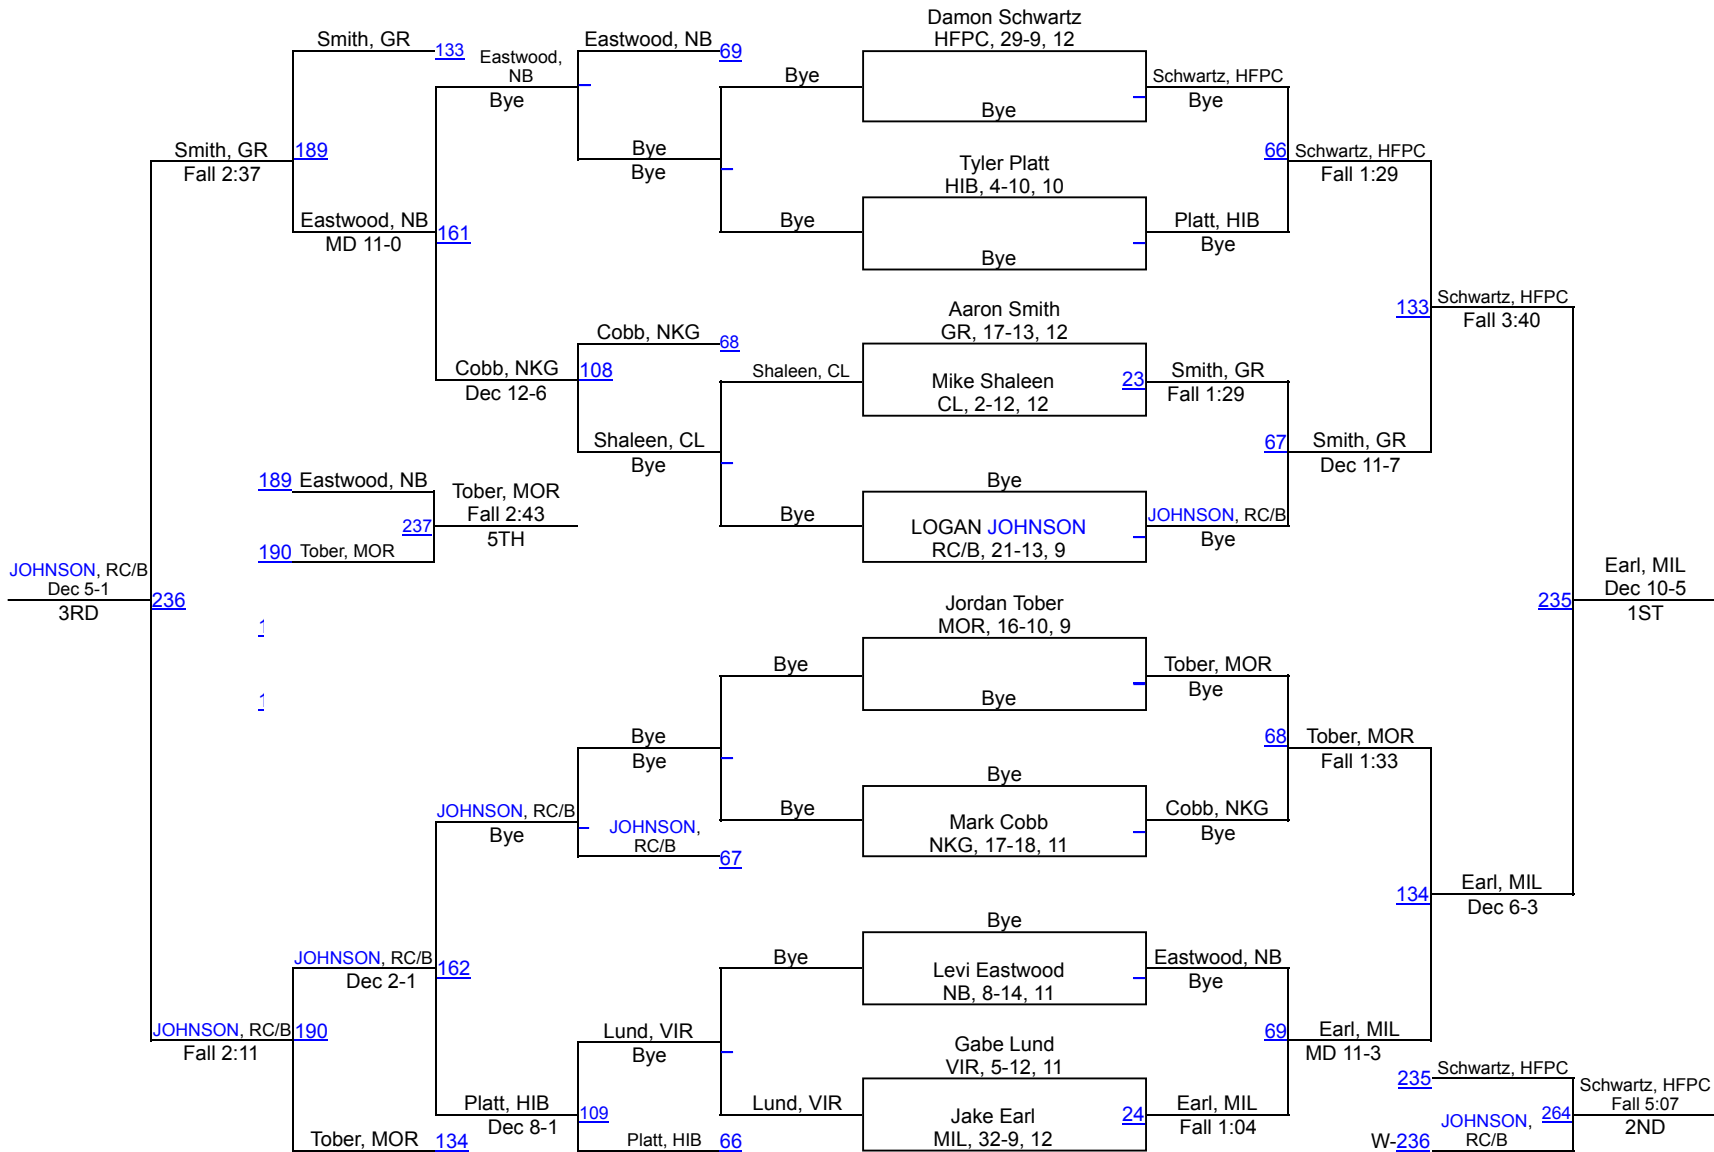 Damon Schwartz
HFPC, 29-9, 12
Bye
Tyler Platt
HIB, 4-10, 10
Bye
Aaron Smith
GR, 17-13, 12
Mike Shaleen
CL, 2-12, 12
23
Bye
LOGAN JOHNSON
RC/B, 21-13, 9
Jordan Tober
MOR, 16-10, 9
Bye
Bye
Mark Cobb
NKG, 17-18, 11
Bye
Levi Eastwood
NB, 8-14, 11
Gabe Lund
VIR, 5-12, 11
Jake Earl
MIL, 32-9, 12
24
Schwartz, HFPC
Bye
66
Platt, HIB
Bye
Smith, GR
Fall 1:29
67
JOHNSON, RC/B
Bye
Tober, MOR
Bye
68
Cobb, NKG
Bye
Eastwood, NB
Bye
69
Earl, MIL
Fall 1:04
Schwartz, HFPC
Fall 1:29
133
Smith, GR
Dec 11-7
Tober, MOR
Fall 1:33
134
Earl, MIL
MD 11-3
Schwartz, HFPC
Fall 3:40
235
Earl, MIL
Dec 6-3
Earl, MIL
Dec 10-5
1ST
235
Schwartz, HFPC
W-236
JOHNSON,
RC/B
264
Schwartz, HFPC
Fall 5:07
2ND
Bye
Bye
Shaleen, CL
Bye
Bye
Bye
Bye
Lund, VIR
Eastwood, NB
69
Bye
Bye
Cobb, NKG
68
Shaleen, CL
Bye
Bye
Bye
JOHNSON,
RC/B
67
Lund, VIR
Bye
Platt, HIB
66
Eastwood,
NB
Bye
Cobb, NKG
Dec 12-6
108
JOHNSON, RC/B
Bye
Platt, HIB
Dec 8-1
109
Smith, GR
133
Eastwood, NB
MD 11-0
161
JOHNSON, RC/B
Dec 2-1
162
Tober, MOR
134
Smith, GR
Fall 2:37
189
JOHNSON, RC/B
Fall 2:11
190
189
Eastwood, NB
190
Tober, MOR
237
Tober, MOR
Fall 2:43
5TH
JOHNSON, RC/B
Dec 5-1
3RD
236